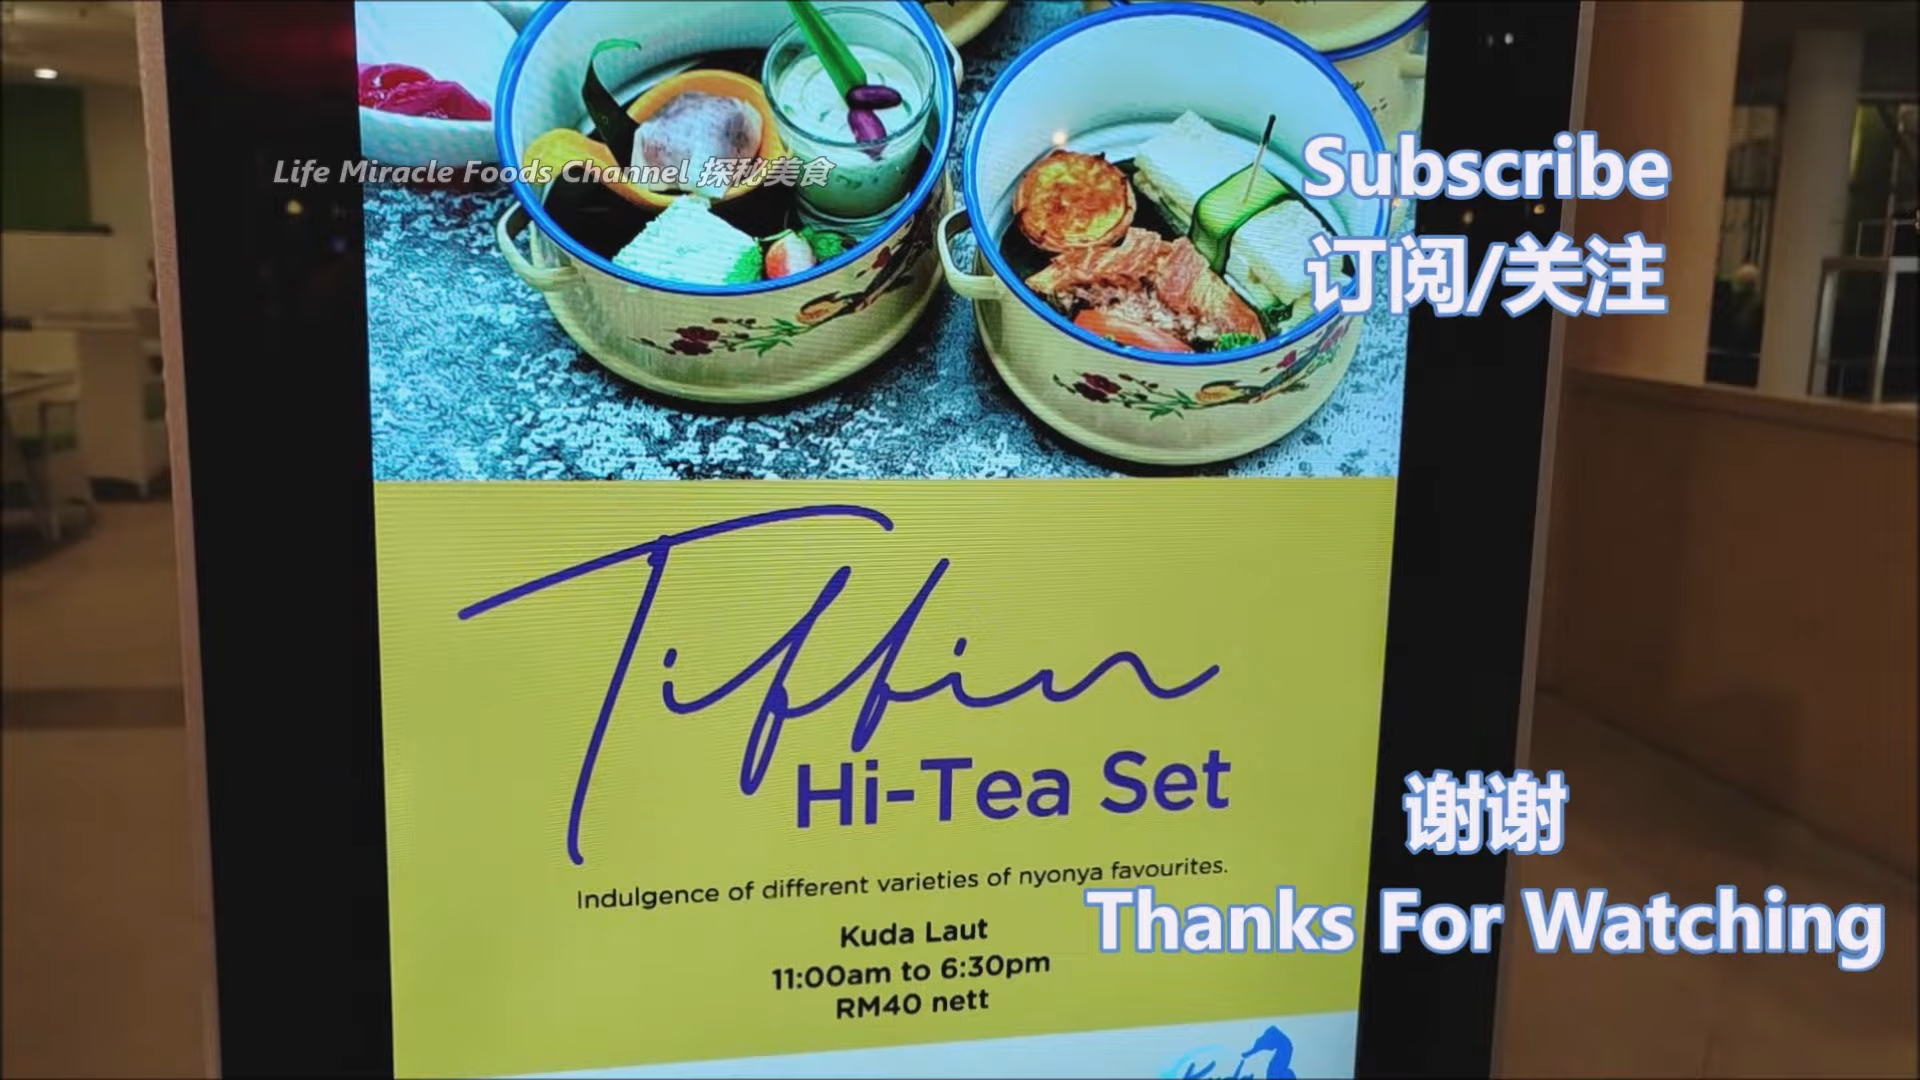 Life Miracle Foods Channel 探秘美食
Subscribe
订阅/关注
Tiffin
Hi-Tea Set
Indulgence of different varieties of nyonya favourites.
Kuda Laut
11:00am to 6:30pm
RM40 nett
谢谢
Thanks For Watching
Kuda